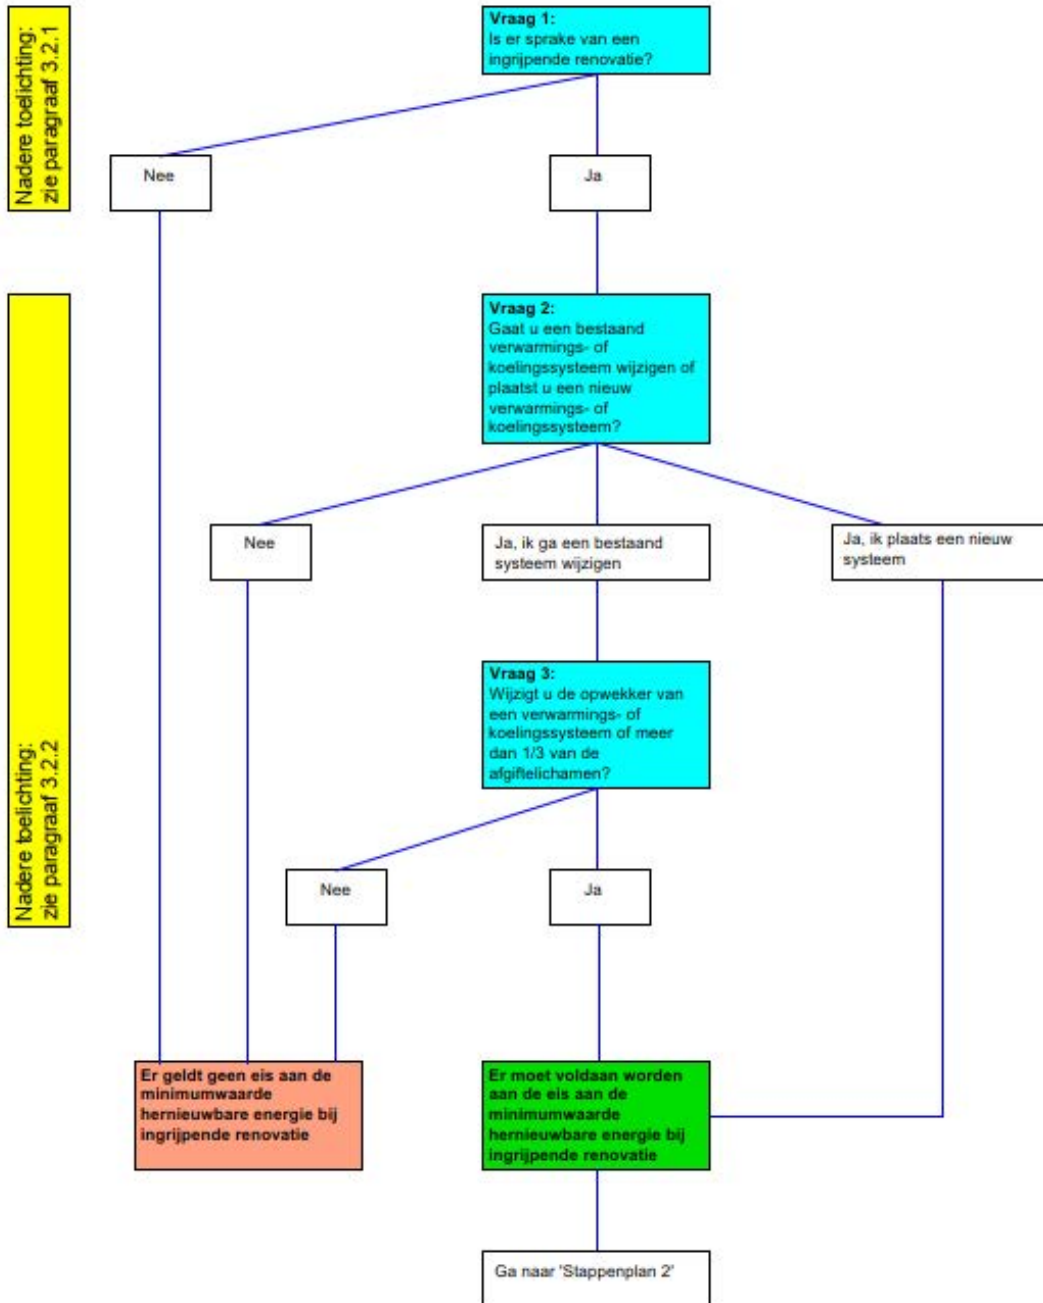 Nadere toelichting:
zie paragraaf 3.2.1
Vraag 1:
Is er sprake van een
ingrijpende renovatie?
Nee
Ja
Nadere toelichting:
zie paragraaf 3.2.2
Vraag 2:
Gaat u een bestaand
verwarmings- of
koelingssysteem wijzigen of
plaatst u een nieuw
verwarmings- of
koelingssysteem?
Nee
Ja, ik ga een bestaand
systeem wijzigen
Ja, ik plaats een nieuw
systeem
Vraag 3:
Wijzigt u de opwekker van
een verwarmings- of
koelingssysteem of meer
dan 1/3 van de
afgiftelichamen?
Nee
Ja
Er geldt geen eis aan de
minimumwaarde
hernieuwbare energie bij
ingrijpende renovatie
Er moet voldaan worden
aan de eis aan de
minimumwaarde
hernieuwbare energie bij
ingrijpende renovatie
Ga naar 'Stappenplan 2'